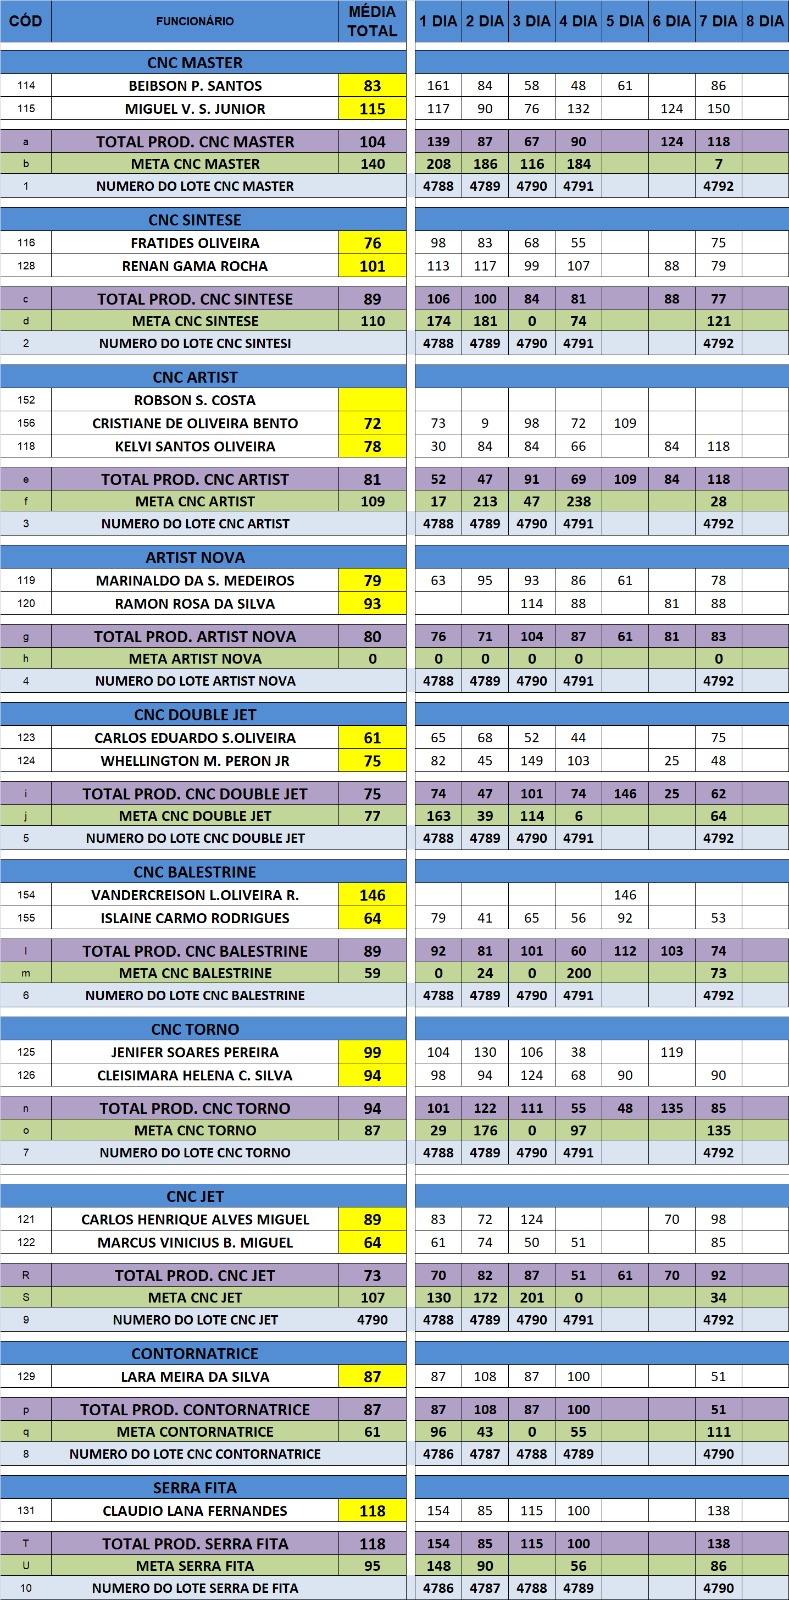 CÓD FUNCIONÁRIO MÉDIA TOTAL 1 DIA 2 DIA 3 DIA 4 DIA 5 DIA 6 DIA 7 DIA 8 DIA
CNC MASTER
114 BEIBSON P. SANTOS 83 161 84 58 48 61 86
115 MIGUEL V. S. JUNIOR 115 117 90 76 132 124 150
a TOTAL PROD. CNC MASTER 104 139 87 67 90 124 118
b META CNC MASTER 140 208 186 116 184 7
1 NUMERO DO LOTE CNC MASTER 4788 4789 4790 4791 4792
CNC SINTESE
116 FRATIDES OLIVEIRA 76 98 83 68 55 75
128 RENAN GAMA ROCHA 101 113 117 99 107 88 79
c TOTAL PROD. CNC SINTESE 89 106 100 84 81 88 77
d META CNC SINTESE 110 174 181 0 74 121
2 NUMERO DO LOTE CNC SINTESI 4788 4789 4790 4791 4792
CNC ARTIST
152 ROBSON S. COSTA
156 CRISTIANE DE OLIVEIRA BENTO 72 73 9 98 72 109
118 KELVI SANTOS OLIVEIRA 78 30 84 84 66 84 118
e TOTAL PROD. CNC ARTIST 81 52 47 91 69 109 84 118
f META CNC ARTIST 109 17 213 47 238 28
3 NUMERO DO LOTE CNC ARTIST 4788 4789 4790 4791 4792
ARTIST NOVA
119 MARINALDO DA S. MEDEIROS 79 63 95 93 86 61 78
120 RAMON ROSA DA SILVA 93 114 88 81 88
g TOTAL PROD. ARTIST NOVA 80 76 71 104 87 61 81 83
h META ARTIST NOVA 0 0 0 0 0 0
4 NUMERO DO LOTE ARTIST NOVA 4788 4789 4790 4791 4792
CNC DOUBLE JET
123 CARLOS EDUARDO S.OLIVEIRA 61 65 68 52 44 75
124 WHELLINGTON M. PERON JR 75 82 45 149 103 25 48
i TOTAL PROD. CNC DOUBLE JET 75 74 47 101 74 146 25 62
j META CNC DOUBLE JET 77 163 39 114 6 64
5 NUMERO DO LOTE CNC DOUBLE JET 4788 4789 4790 4791 4792
CNC BALESTRINE
154 VANDERCREISON L.OLIVEIRA R. 146 146
155 ISLAINE CARMO RODRIGUES 64 79 41 65 56 92 53
l TOTAL PROD. CNC BALESTRINE 89 92 81 101 60 112 103 74
m META CNC BALESTRINE 59 0 24 0 200 73
6 NUMERO DO LOTE CNC BALESTRINE 4788 4789 4790 4791 4792
CNC TORNO
125 JENIFER SOARES PEREIRA 99 104 130 106 38 119
126 CLEISIMARA HELENA C. SILVA 94 98 94 124 68 90 90
n TOTAL PROD. CNC TORNO 94 101 122 111 55 48 135 85
o META CNC TORNO 87 29 176 0 97 135
7 NUMERO DO LOTE CNC TORNO 4788 4789 4790 4791 4792
CNC JET
121 CARLOS HENRIQUE ALVES MIGUEL 89 83 72 124 70 98
122 MARCUS VINICIUS B. MIGUEL 64 61 74 50 51 85
R TOTAL PROD. CNC JET 73 70 82 87 51 61 70 92
S META CNC JET 107 130 172 201 0 34
9 NUMERO DO LOTE CNC JET 4790 4788 4789 4790 4791 4792
CONTORNATRICE
129 LARA MEIRA DA SILVA 87 87 108 87 100 51
p TOTAL PROD. CONTORNATRICE 87 87 108 87 100 51
q META CONTORNATRICE 61 96 43 0 55 111
8 NUMERO DO LOTE CNC CONTORNATRICE 4786 4787 4788 4789 4790
SERRA FITA
131 CLAUDIO LANA FERNANDES 118 154 85 115 100 138
T TOTAL PROD. SERRA FITA 118 154 85 115 100 138
U META SERRA FITA 95 148 90 56 86
10 NUMERO DO LOTE SERRA DE FITA 4786 4787 4788 4789 4790